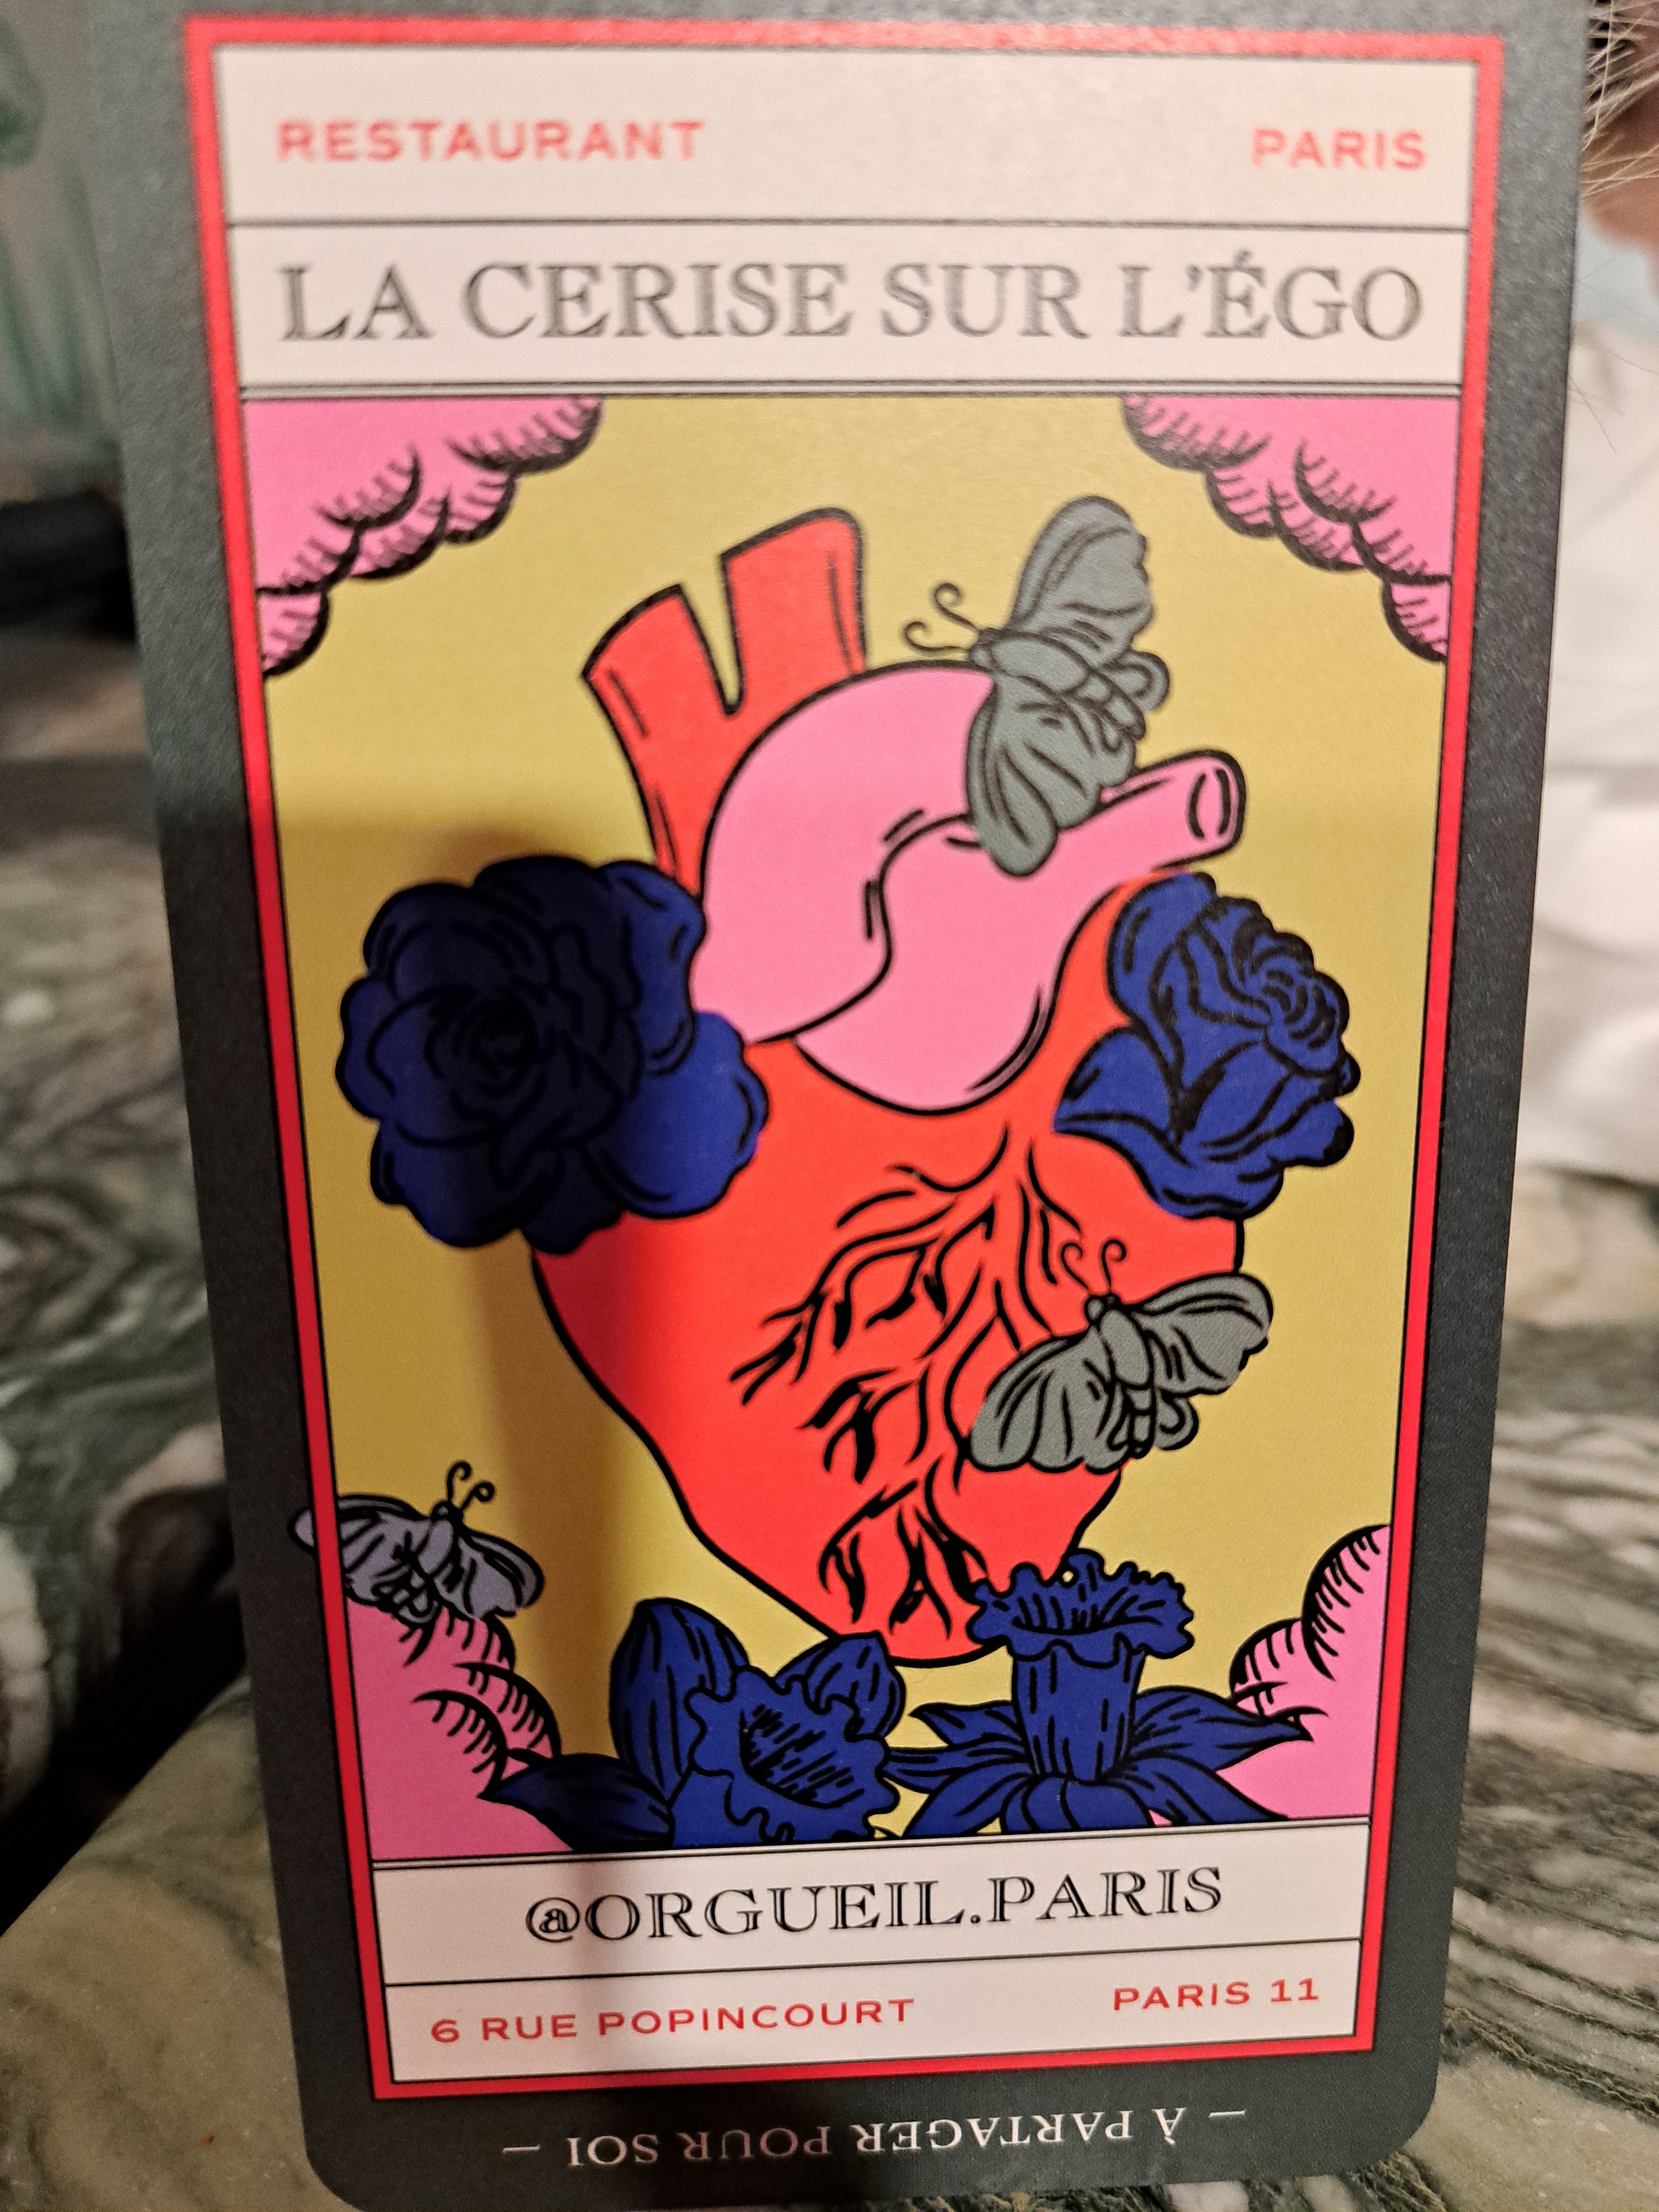 RESTAURANT PARIS
LA CERISE SUR L'ÉGO
@ORGUEIL.PARIS
6 RUE POPINCOURT PARIS 11
— À PARTAGER POUR SOI —